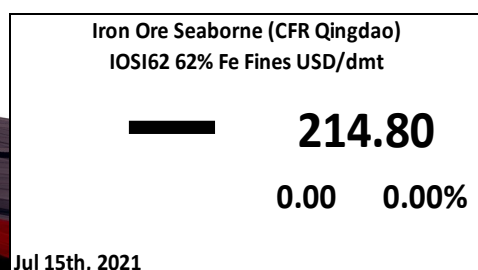 Iron Ore Seaborne (CFR Qingdao)
IOSI62 62% Fe Fines USD/dmt
214.80
0.00 0.00%
Jul 15th, 2021